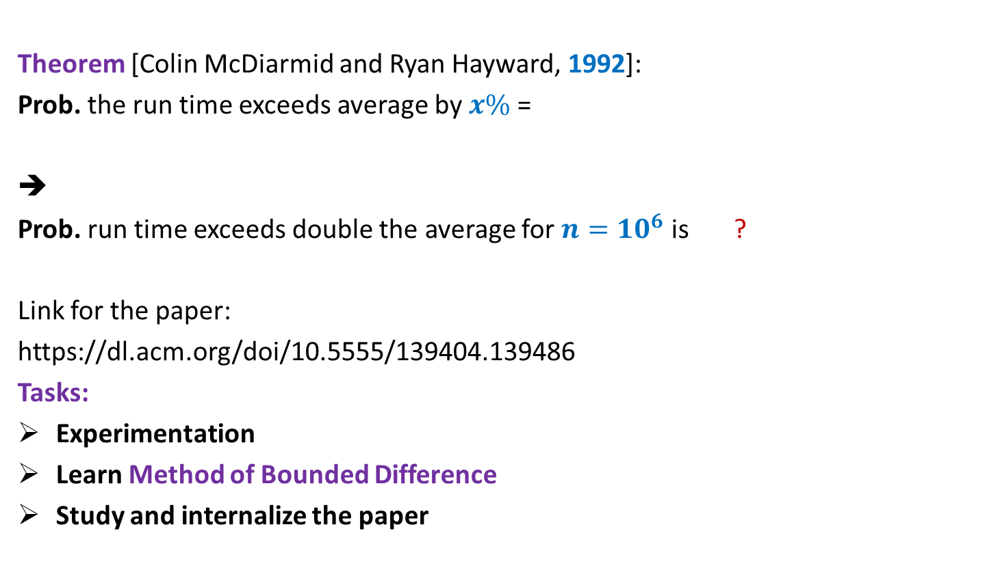 Theorem [Colin McDiarmid and Ryan Hayward, 1992]:
Prob. the run time exceeds average by x% =
➔
Prob. run time exceeds double the average for n = 10⁶ is ?
Link for the paper:
https://dl.acm.org/doi/10.5555/139404.139486
Tasks:
➢ Experimentation
➢ Learn Method of Bounded Difference
➢ Study and internalize the paper